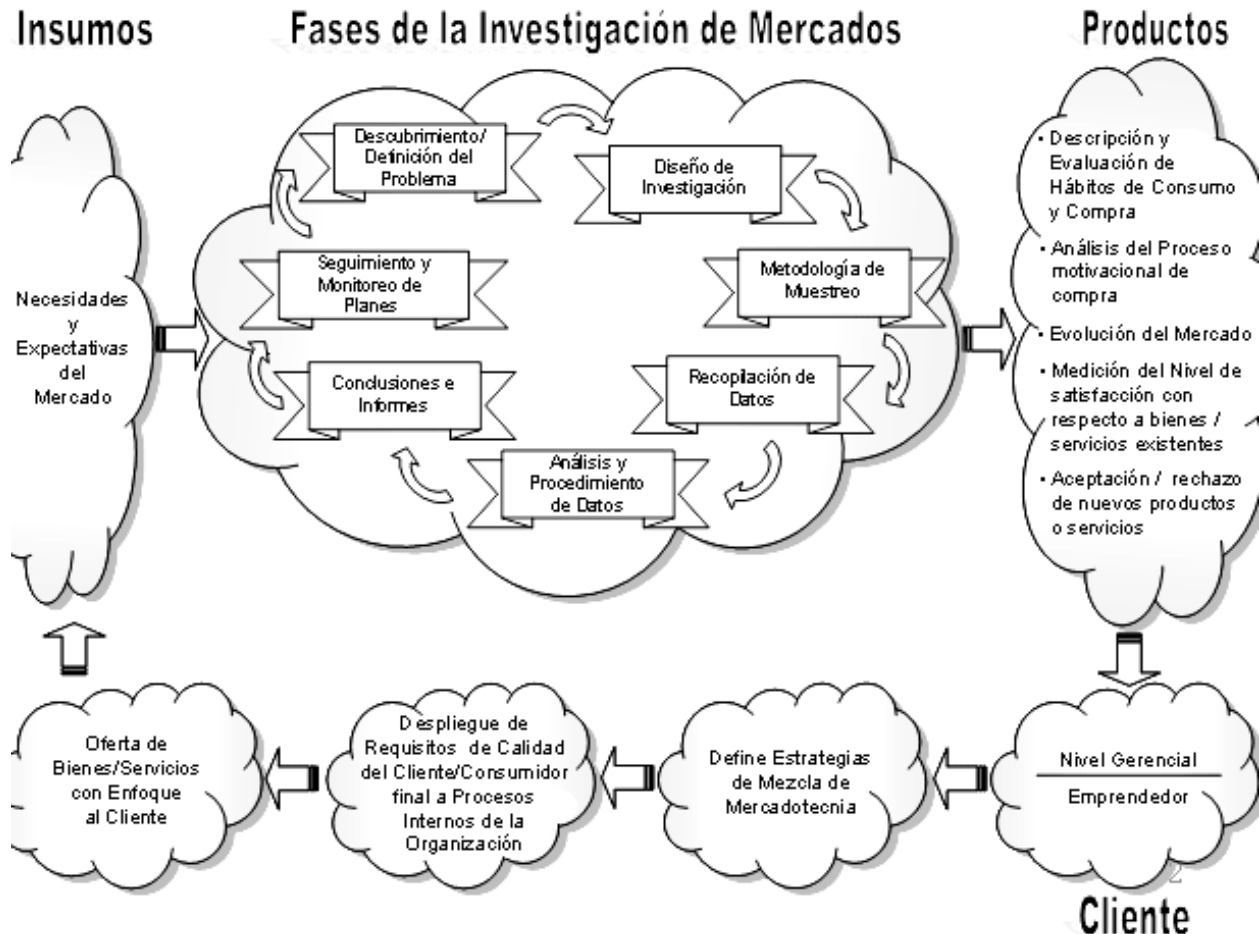 Insumos
Fases de la Investigación de Mercados
Productos
Necesidades
y
Expectativas
del
Mercado
Descubrimiento/
Definición del
Problema
Diseño de
Investigación
Metodología de
Muestreo
Recopilación de
Datos
Análisis y
Procedimiento
de Datos
Conclusiones e
Informes
Seguimiento y
Monitoreo de
Planes
• Descripción y
Evaluación de
Hábitos de Consumo
y Compra
• Análisis del Proceso
motivacional de
compra
• Evolución del Mercado
• Medición del Nivel de
satisfacción con
respecto a bienes /
servicios existentes
• Aceptación / rechazo
de nuevos productos
o servicios
Oferta de
Bienes/Servicios
con Enfoque
al Cliente
Despliegue de
Requisitos de Calidad
del Cliente/Consumidor
final a Procesos
Internos de la
Organización
Define Estrategias
de Mezcla de
Mercadotecnia
Nivel Gerencial
Emprendedor
2
Cliente